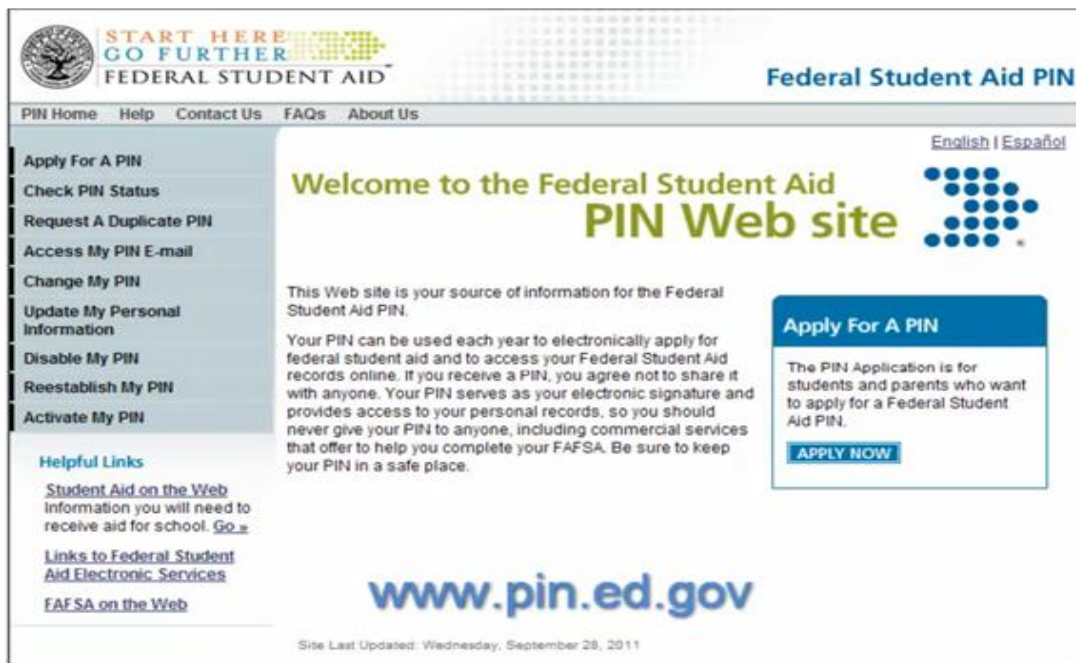 START HERE
GO FURTHER
FEDERAL STUDENT AID
Federal Student Aid PIN
PIN Home Help Contact Us FAQs About Us
English | Español
Apply For A PIN
Check PIN Status
Request A Duplicate PIN
Access My PIN E-mail
Change My PIN
Update My Personal
Information
Disable My PIN
Reestablish My PIN
Activate My PIN
Helpful Links
Student Aid on the Web
Information you will need to
receive aid for school. Go »
Links to Federal Student
Aid Electronic Services
FAFSA on the Web
Welcome to the Federal Student Aid
PIN Web site
This Web site is your source of information for the Federal
Student Aid PIN.
Your PIN can be used each year to electronically apply for
federal student aid and to access your Federal Student Aid
records online. If you receive a PIN, you agree not to share it
with anyone. Your PIN serves as your electronic signature and
provides access to your personal records, so you should
never give your PIN to anyone, including commercial services
that offer to help you complete your FAFSA. Be sure to keep
your PIN in a safe place.
Apply For A PIN
The PIN Application is for
students and parents who want
to apply for a Federal Student
Aid PIN.
APPLY NOW
www.pin.ed.gov
Site Last Updated: Wednesday, September 28, 2011